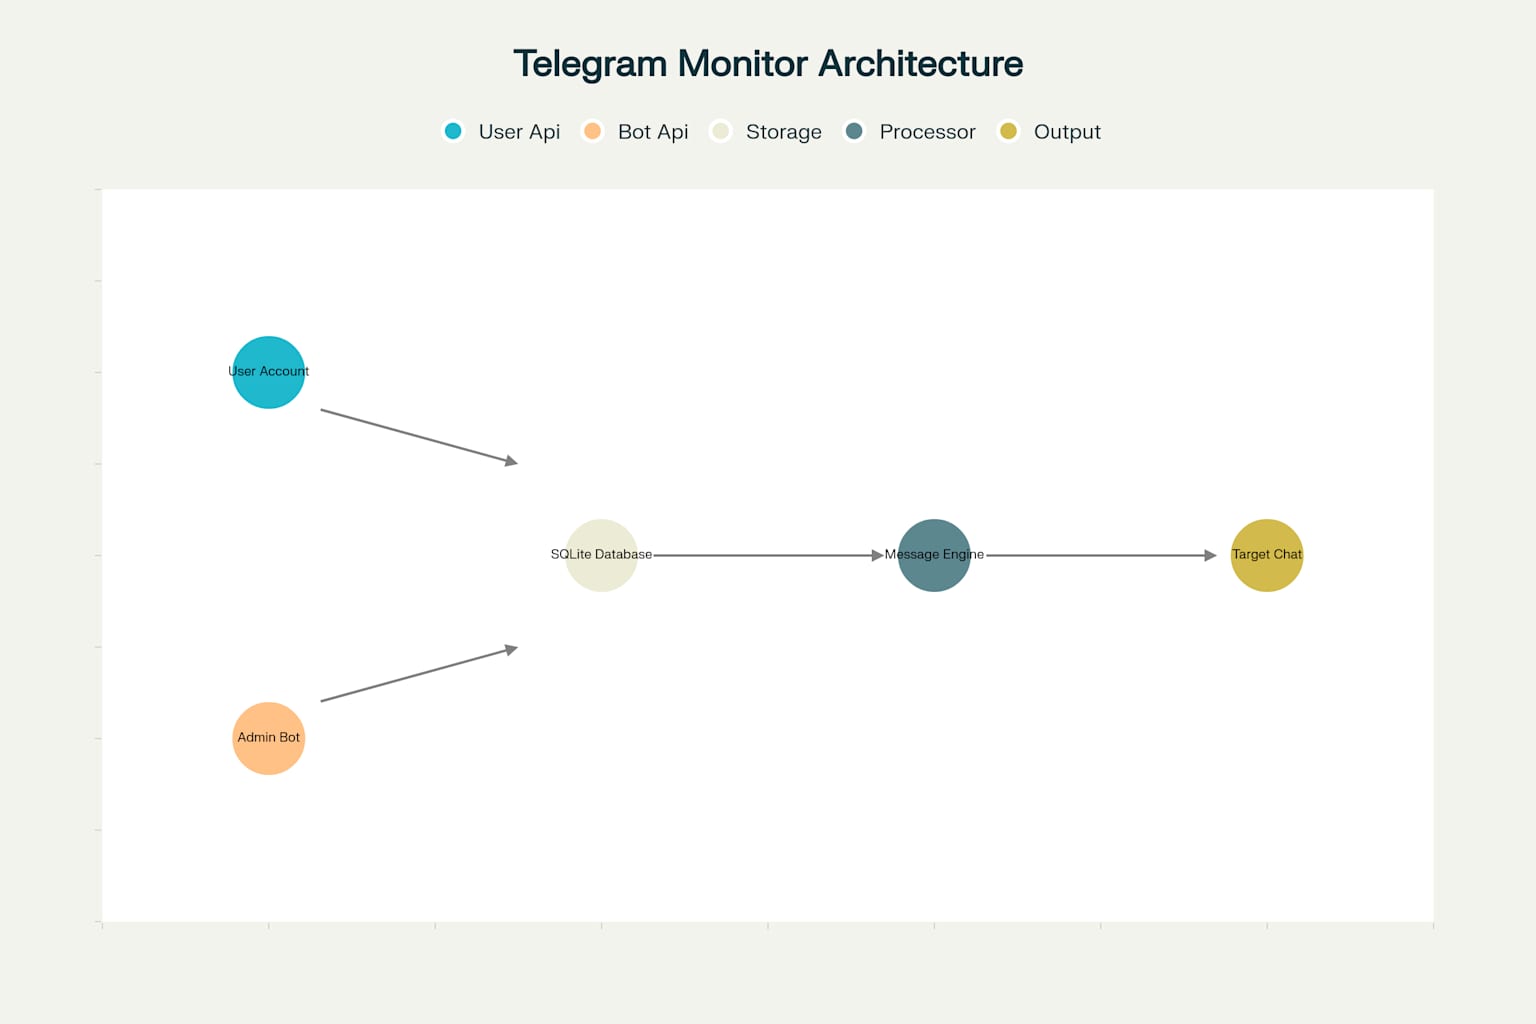 Telegram Monitor Architecture
User Api Bot Api Storage Processor Output
User Account
SQLite Database Message Engine Target Chat
Admin Bot